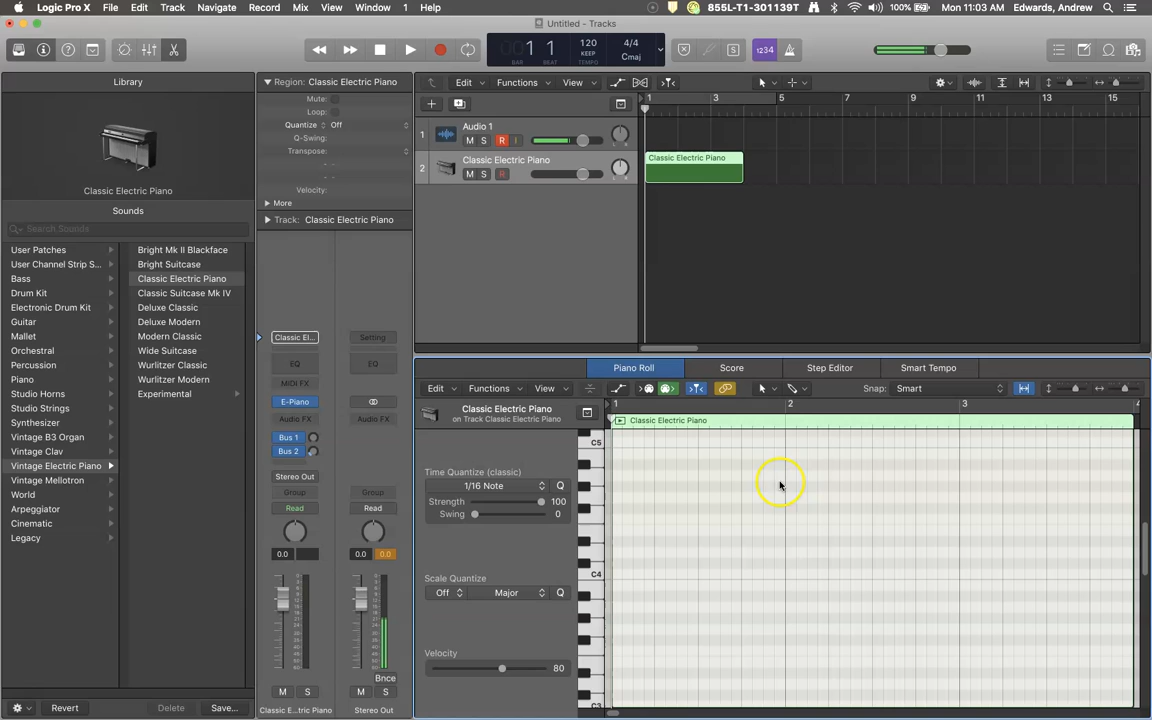 Logic Pro X File Edit Track Navigate Record Mix View Window 1 Help 855L-T1-301139T 100% Mon 11:03 AM Edwards, Andrew
Untitled - Tracks
001 1 120 4/4
BAR BEAT KEEP TEMPO Cmaj
1234
Library
Classic Electric Piano
Sounds
Search Sounds
User Patches
User Channel Strip S...
Bass
Drum Kit
Electronic Drum Kit
Guitar
Mallet
Orchestral
Percussion
Piano
Studio Horns
Studio Strings
Synthesizer
Vintage B3 Organ
Vintage Clav
Vintage Electric Piano
Vintage Mellotron
World
Arpeggiator
Cinematic
Legacy
Bright Mk II Blackface
Bright Suitcase
Classic Electric Piano
Classic Suitcase Mk IV
Deluxe Classic
Deluxe Modern
Modern Classic
Wide Suitcase
Wurlitzer Classic
Wurlitzer Modern
Experimental
Revert Delete Save...
Region: Classic Electric Piano
Mute:
Loop:
Quantize Off
Q-Swing:
Transpose:
Velocity:
More
Track: Classic Electric Piano
Classic El... Setting
EQ EQ
MIDI FX
E-Piano
Audio FX Audio FX
Bus 1
Bus 2
Stereo Out
Group Group
Read Read
0.0 0.0 0.0
Bnce
M S M S
Classic E...tric Piano Stereo Out
Edit Functions View
1 3 5 7 9 11 13 15
1 Audio 1
M S R I
2 Classic Electric Piano
M S R
Classic Electric Piano
Piano Roll Score Step Editor Smart Tempo
Edit Functions View Snap: Smart
1 2 3 4
Classic Electric Piano
on Track Classic Electric Piano
Classic Electric Piano
Time Quantize (classic)
1/16 Note Q
Strength 100
Swing 0
Scale Quantize
Off Major Q
Velocity
80
C5
C4
C3